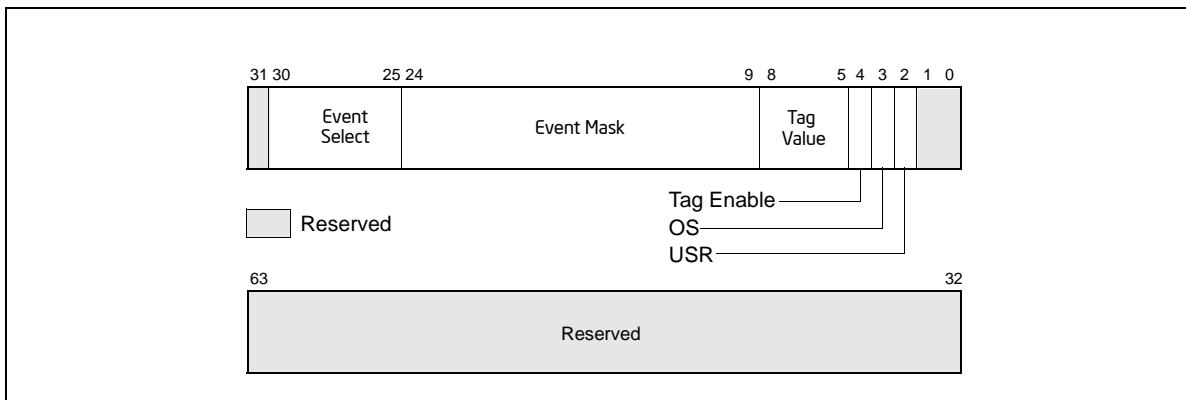 31 30 25 24 9 8 5 4 3 2 1 0
Event
Select
Event Mask
Tag
Value
Tag Enable
OS
USR
Reserved
63 32
Reserved